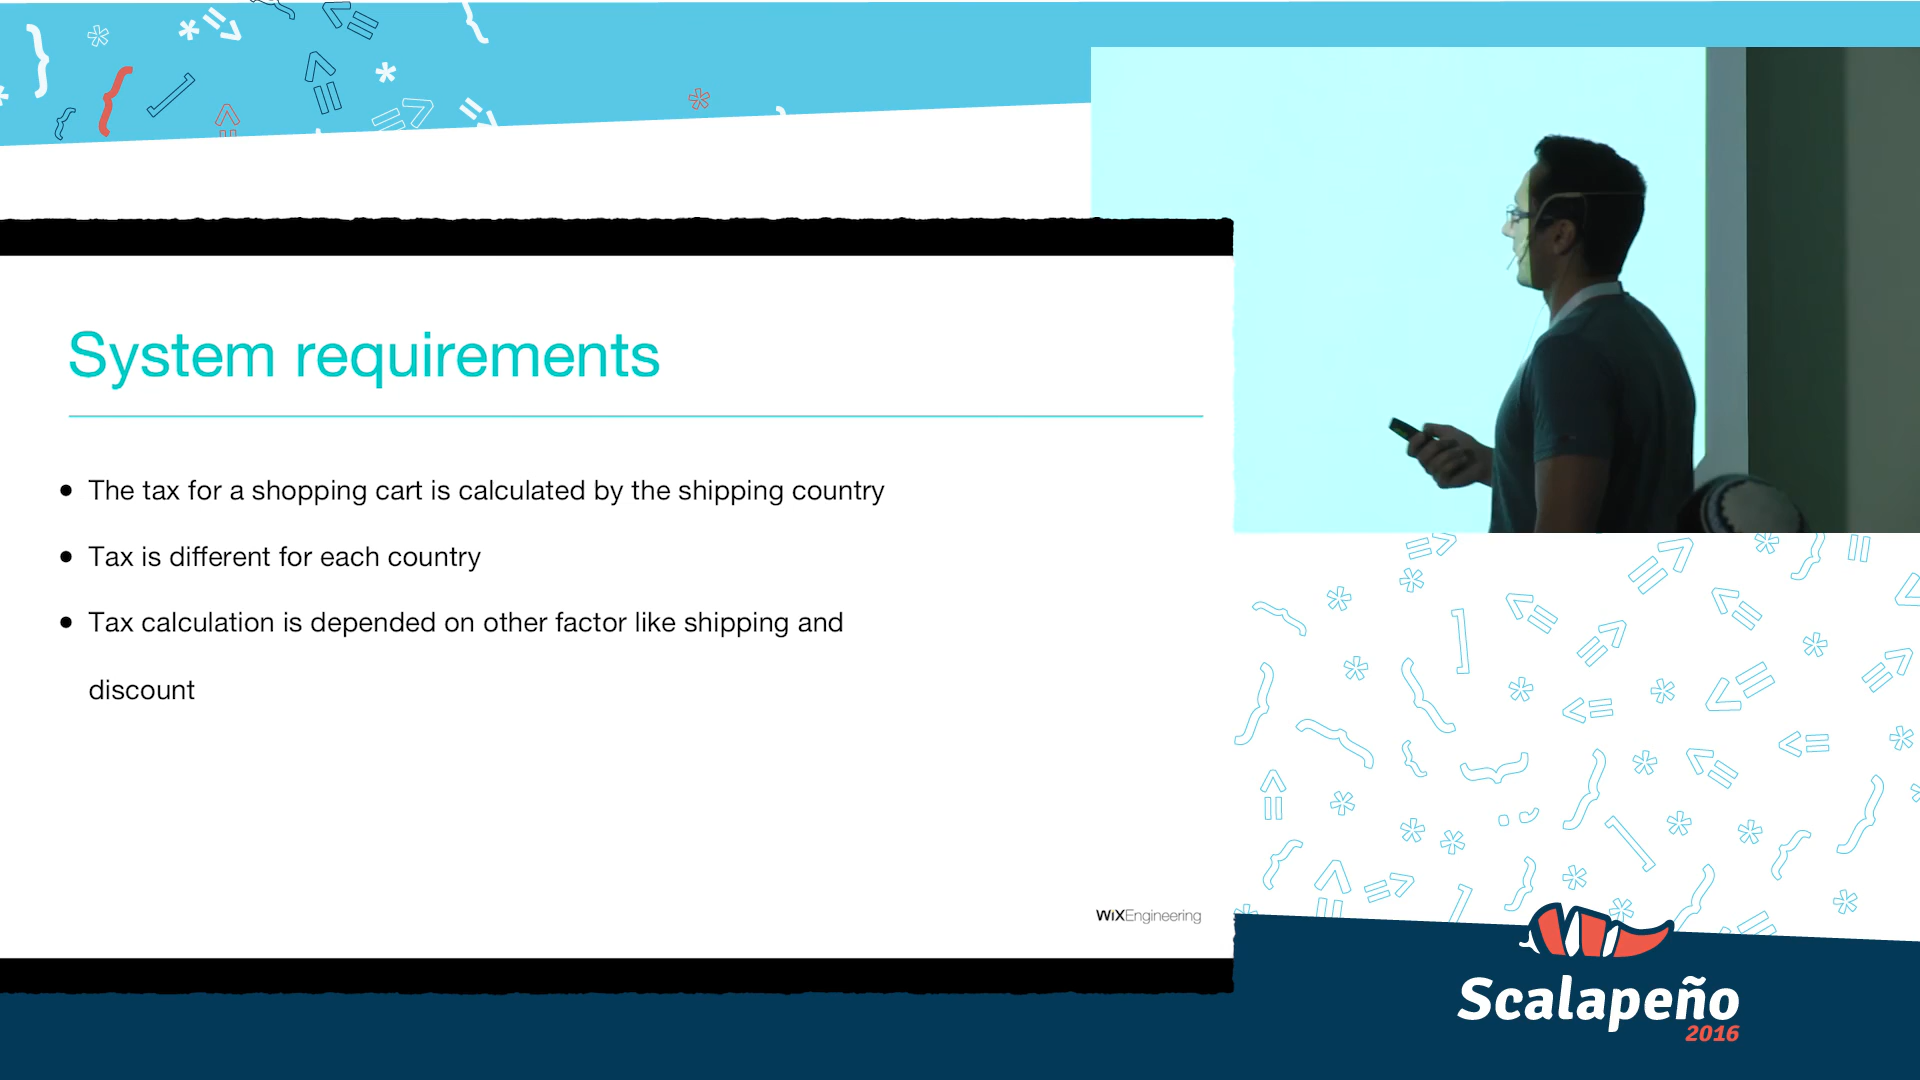 System requirements
• The tax for a shopping cart is calculated by the shipping country
• Tax is different for each country
• Tax calculation is depended on other factor like shipping and
discount
WiXEngineering
Scalapeño
2016